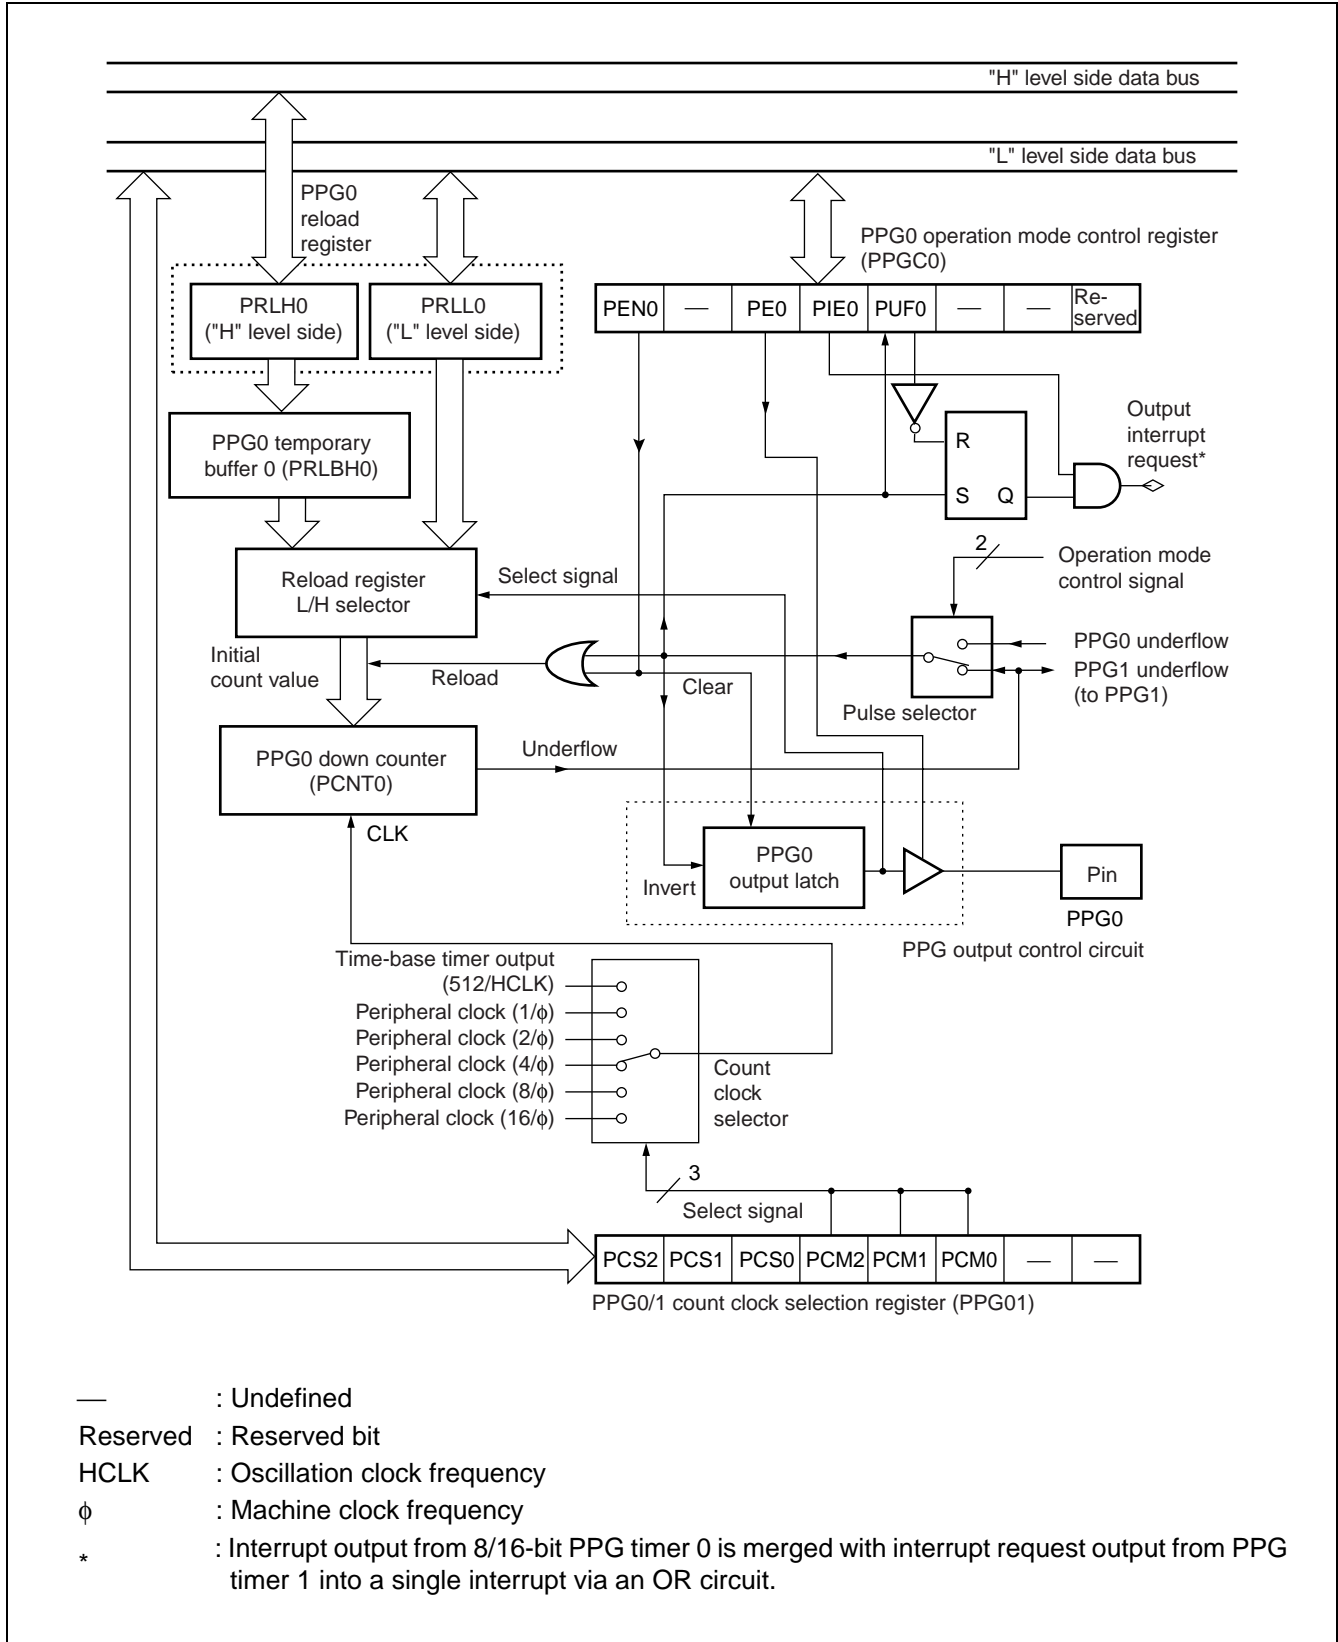 "H" level side data bus
"L" level side data bus
PPG0
reload
register
PPG0 operation mode control register
(PPGC0)
PRLH0
("H" level side)
PRLL0
("L" level side)
PEN0
—
PE0
PIE0
PUF0
—
—
Re-
served
PPG0 temporary
buffer 0 (PRLBH0)
R
S
Q
Output
interrupt
request*
Reload register
L/H selector
Select signal
2
Operation mode
control signal
Initial
count value
Reload
Clear
PPG0 underflow
PPG1 underflow
(to PPG1)
Pulse selector
PPG0 down counter
(PCNT0)
Underflow
CLK
PPG0
output latch
Invert
Pin
PPG0
PPG output control circuit
Time-base timer output
(512/HCLK)
Peripheral clock (1/ϕ)
Peripheral clock (2/ϕ)
Peripheral clock (4/ϕ)
Peripheral clock (8/ϕ)
Peripheral clock (16/ϕ)
Count
clock
selector
3
Select signal
PCS2
PCS1
PCS0
PCM2
PCM1
PCM0
—
—
PPG0/1 count clock selection register (PPG01)
— : Undefined
Reserved : Reserved bit
HCLK : Oscillation clock frequency
ϕ : Machine clock frequency
* : Interrupt output from 8/16-bit PPG timer 0 is merged with interrupt request output from PPG
timer 1 into a single interrupt via an OR circuit.